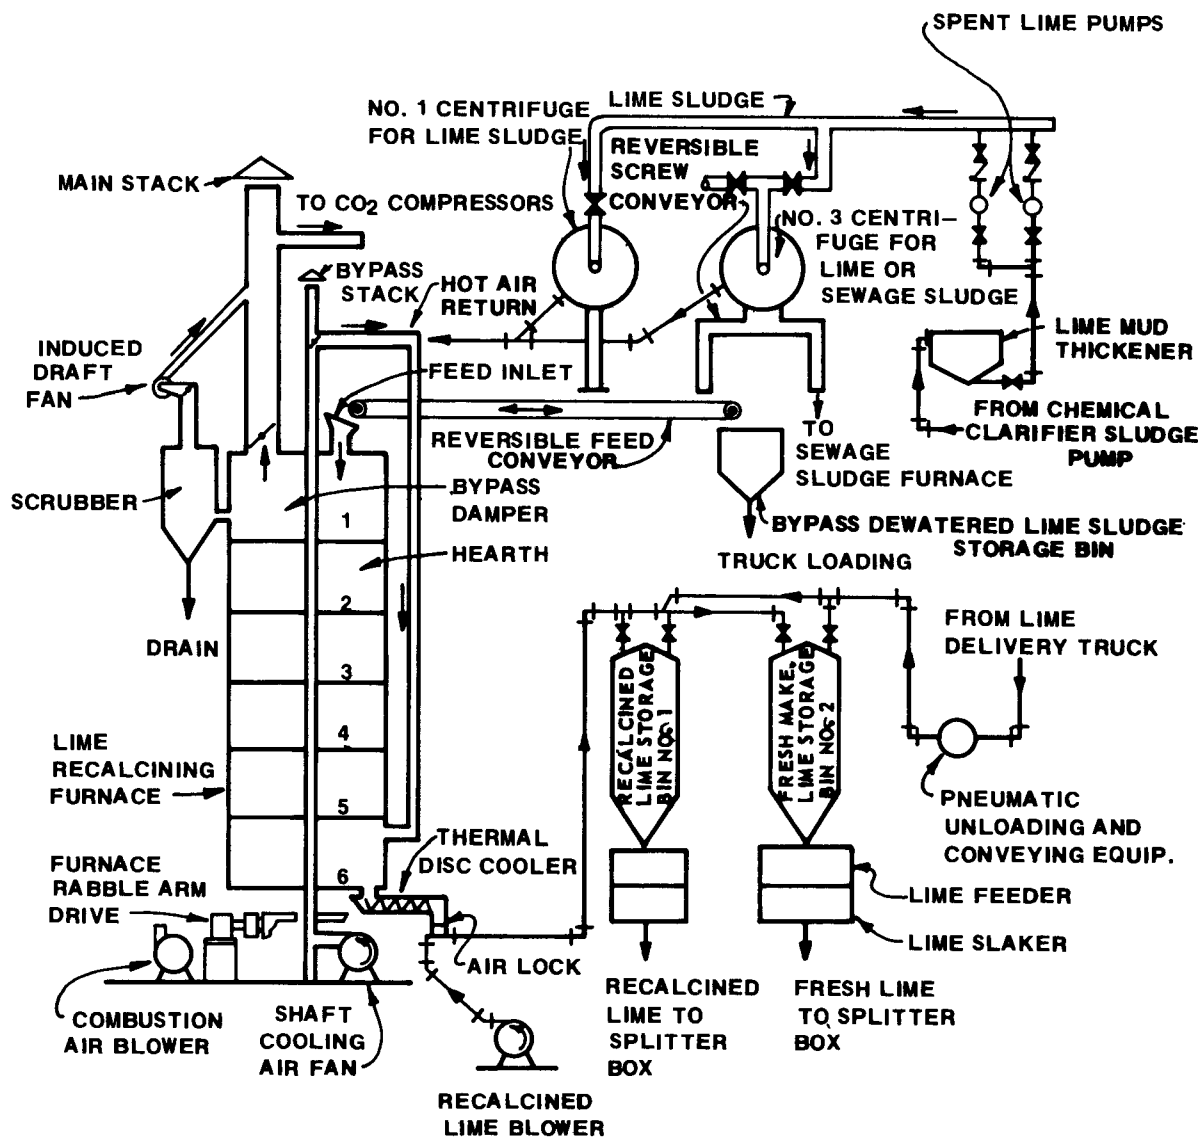 SPENT LIME PUMPS
LIME SLUDGE
NO. 1 CENTRIFUGE
FOR LIME SLUDGE
REVERSIBLE
SCREW
CONVEYOR
MAIN STACK
TO CO2 COMPRESSORS
NO. 3 CENTRI-
FUGE FOR
LIME OR
SEWAGE SLUDGE
BYPASS
STACK
HOT AIR
RETURN
LIME MUD
THICKENER
INDUCED
DRAFT
FAN
FEED INLET
FROM CHEMICAL
CLARIFIER SLUDGE
PUMP
REVERSIBLE FEED
CONVEYOR
TO
SEWAGE
SLUDGE FURNACE
SCRUBBER
BYPASS
DAMPER
1
BYPASS DEWATERED LIME SLUDGE
STORAGE BIN
HEARTH
TRUCK LOADING
2
DRAIN
FROM LIME
DELIVERY TRUCK
3
RECALCINED
LIME STORAGE
BIN NO. 1
FRESH MAKE.
LIME STORAGE
BIN NO. 2
4
LIME
RECALCINING
FURNACE
5
PNEUMATIC
UNLOADING AND
CONVEYING EQUIP.
THERMAL
DISC COOLER
FURNACE
RABBLE ARM
DRIVE
6
LIME FEEDER
LIME SLAKER
AIR LOCK
RECALCINED
LIME TO
SPLITTER
BOX
FRESH LIME
TO SPLITTER
BOX
COMBUSTION
AIR BLOWER
SHAFT
COOLING
AIR FAN
RECALCINED
LIME BLOWER